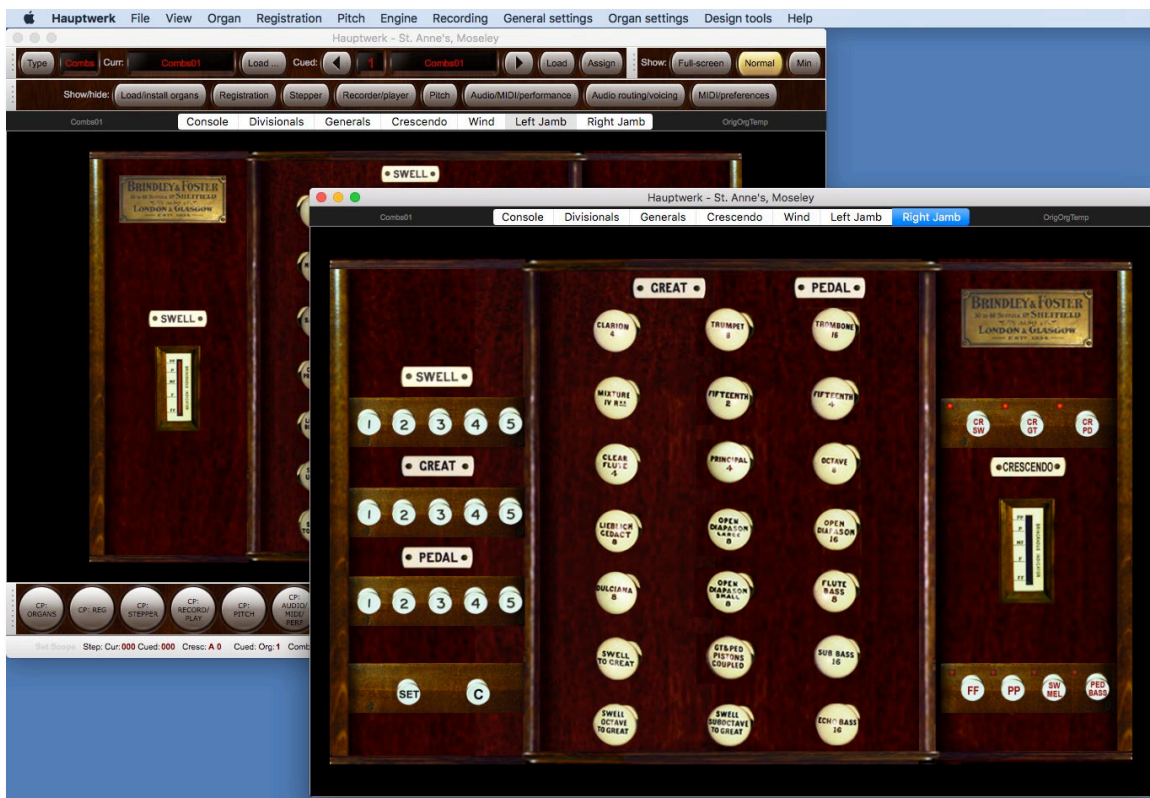 Hauptwerk File View Organ Registration Pitch Engine Recording General settings Organ settings Design tools Help
Hauptwerk - St. Anne's, Moseley
Type Combs Curr: Combs01 Load ... Cued: 1 Combs01 Load Assign Show: Full-screen Normal Min
Show/hide: Load/install organs Registration Stepper Recorder/player Pitch Audio/MIDI/performance Audio routing/voicing MIDI/preferences
Combs01 Console Divisionals Generals Crescendo Wind Left Jamb Right Jamb OrigOrgTemp
SWELL
BRINDLEY & FOSTER
LONDON & GLASGOW
SWELL
CP: ORGANS
CP: REG
CP: STEPPER
CP: RECORD/ PLAY
CP: PITCH
CP: AUDIO/ MIDI/ PERF
Set Scope Step: Cur: 000 Cued: 000 Cresc: A 0 Cued: Org: 1 Comb
Hauptwerk - St. Anne's, Moseley
Combs01 Console Divisionals Generals Crescendo Wind Left Jamb Right Jamb OrigOrgTemp
SWELL
1 2 3 4 5
GREAT
1 2 3 4 5
PEDAL
1 2 3 4 5
SET C
GREAT PEDAL
CLARION
4
TRUMPET
8
TROMBONE
16
MIXTURE
IV RKS
FIFTEENTH
2
FIFTEENTH
4
CLEAR
FLUTE
4
PRINCIPAL
4
OCTAVE
LIEBLICH
GEDACT
8
OPEN
DIAPASON
LARGE
8
OPEN
DIAPASON
16
DULCIANA
8
OPEN
DIAPASON
SMALL
8
FLUTE
BASS
8
SWELL
TO GREAT
GT&PED
PISTONS
COUPLED
SUB BASS
16
SWELL
OCTAVE
TO GREAT
SWELL
SUBOCTAVE
TO GREAT
ECHO BASS
16
BRINDLEY & FOSTER
LONDON & GLASGOW
CR
SW
CR
GT
CR
PD
CRESCENDO
FF
PP
SW
MEL
PED
BASS